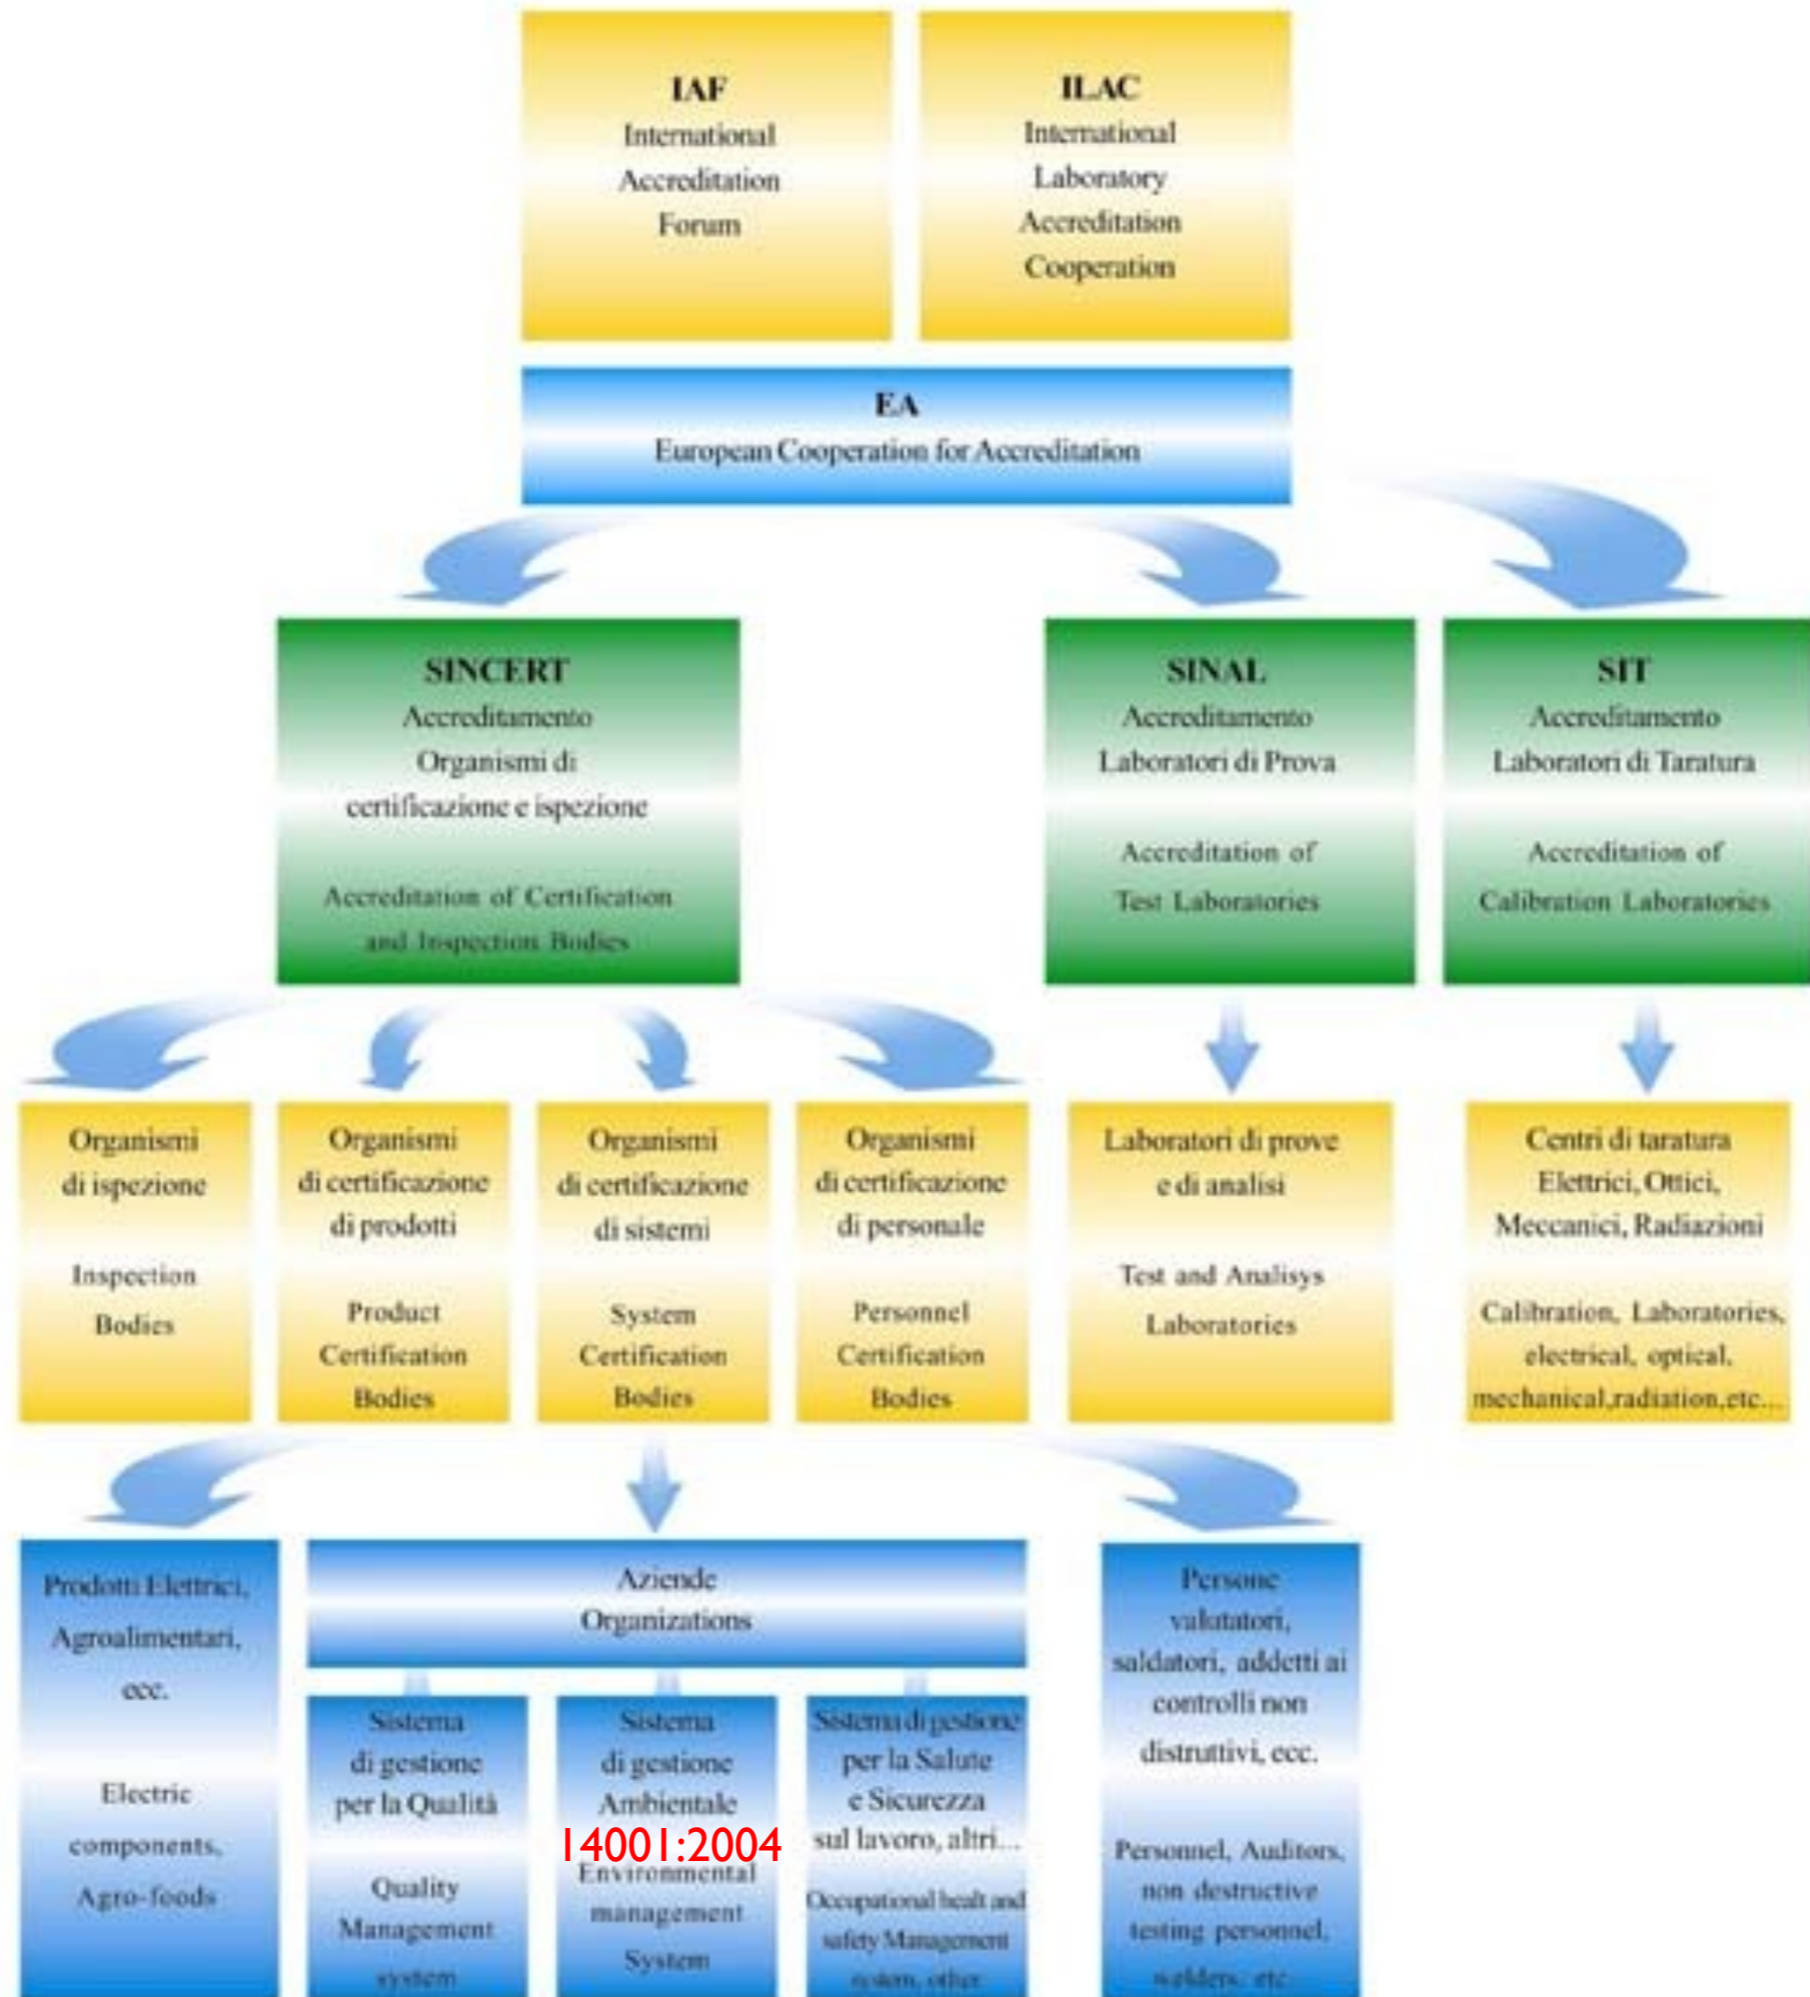 IAF
International
Accreditation
Forum
ILAC
International
Laboratory
Accreditation
Cooperation
EA
European Cooperation for Accreditation
SINCERT
Accreditamento
Organismi di
certificazione e ispezione
Accreditation of Certification
and Inspection Bodies
SINAL
Accreditamento
Laboratori di Prova
Accreditation of
Test Laboratories
SIT
Accreditamento
Laboratori di Taratura
Accreditation of
Calibration Laboratories
Organismi
di ispezione
Inspection
Bodies
Organismi
di certificazione
di prodotti
Product
Certification
Bodies
Organismi
di certificazione
di sistemi
System
Certification
Bodies
Organismi
di certificazione
di personale
Personnel
Certification
Bodies
Laboratori di prove
e di analisi
Test and Analisys
Laboratories
Centri di taratura
Elettrici, Ottici,
Meccanici, Radiazioni
Calibration, Laboratories,
electrical, optical,
mechanical,radiation,etc...
Prodotti Elettrici,
Agroalimentari,
ecc.
Electric
components,
Agro-foods
Aziende
Organizations
Sistema
di gestione
per la Qualità
Quality
Management
system
Sistema
di gestione
Ambientale
14001:2004
Environmental
management
System
Sistema di gestione
per la Salute
e Sicurezza
sul lavoro, altri...
Occupational healt and
safety Management
system, other
Persone
valutatori,
saldatori, addetti ai
controlli non
distruttivi, ecc.
Personnel, Auditors,
non destructive
testing personnel,
welders, etc